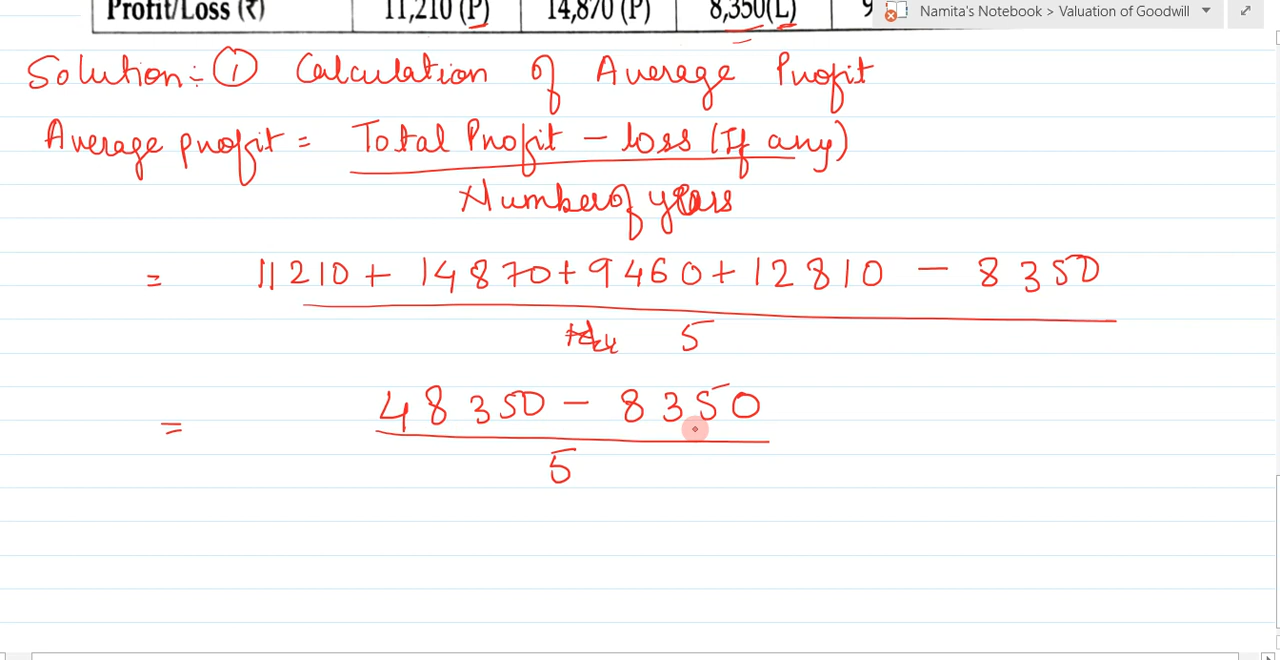 Profit/Loss (₹) 11,210 (P) 14,870 (P) 8,350(L) 9
Namita's Notebook > Valuation of Goodwill
Solution:- ① Calculation of Average Profit
Average profit = Total Profit - loss (If any)
Number of years
= 11210 + 14870 + 9460 + 12810 - 8350
5
= 48350 - 8350
5